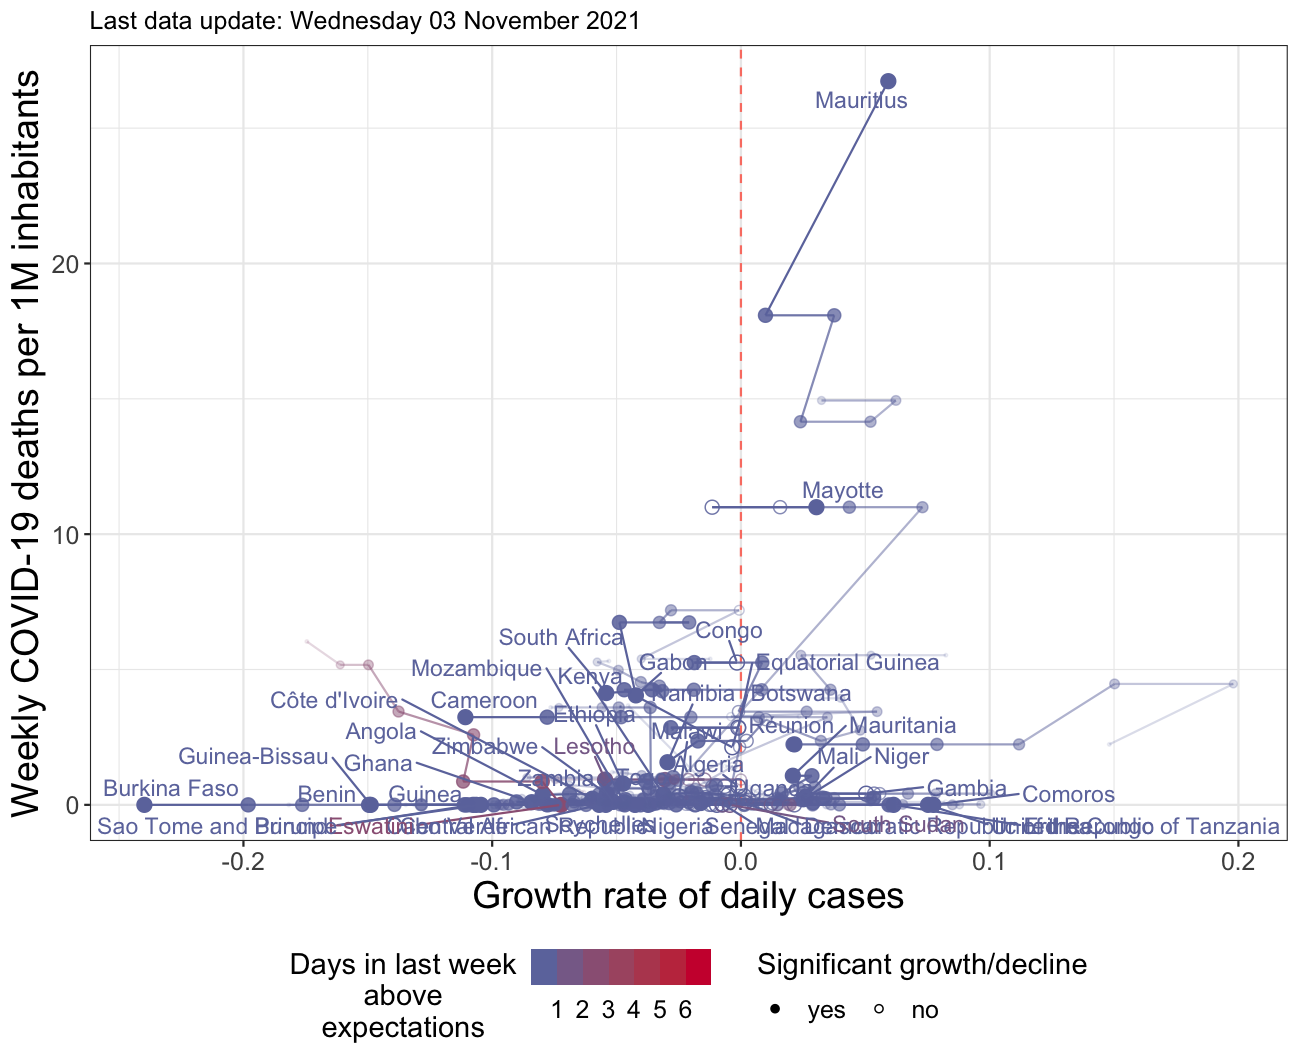 Last data update: Wednesday 03 November 2021
Weekly COVID-19 deaths per 1M inhabitants
20
10
0
Mauritius
Mayotte
South Africa
Congo
Mozambique
Kenya
Gabon
Equatorial Guinea
Côte d'Ivoire
Cameroon
Ethiopia
Namibia
Botswana
Angola
Zimbabwe
Lesotho
Malawi
Réunion
Mauritania
Guinea-Bissau
Ghana
Zambia
Algeria
Mali
Niger
Burkina Faso
Benin
Guinea
Uganda
Gambia
Comoros
Sao Tome and Principe
Burundi
Eswatini
Central African Republic
Seychelles
Nigeria
Senegal
Madagascar
South Sudan
Democratic Republic of the Congo
United Republic of Tanzania
-0.2
-0.1
0.0
0.1
0.2
Growth rate of daily cases
Days in last week
above
expectations
1 2 3 4 5 6
Significant growth/decline
yes
no